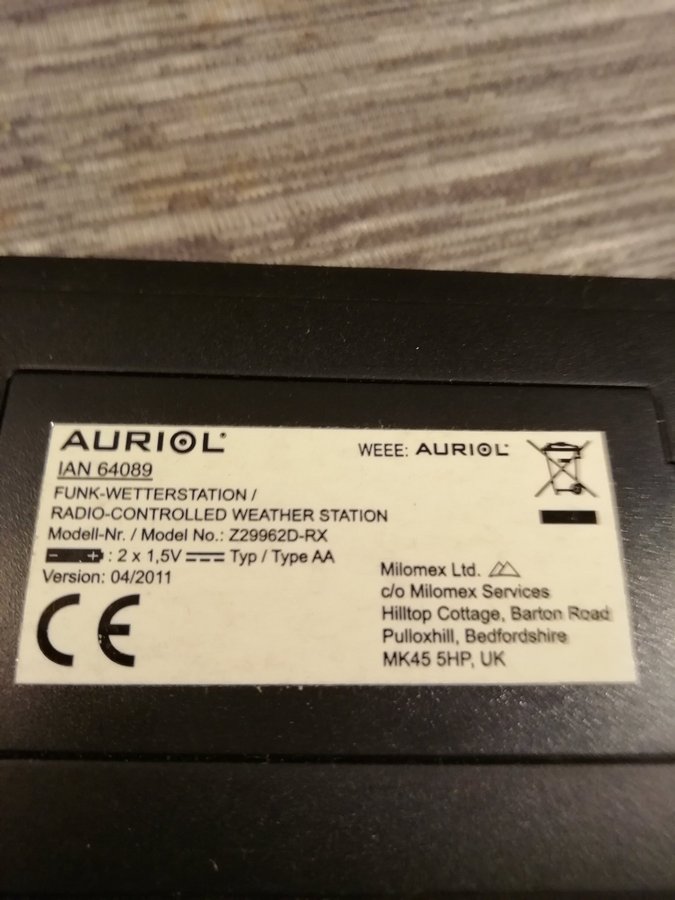 AURIOL®
IAN 64089
FUNK-WETTERSTATION /
RADIO-CONTROLLED WEATHER STATION
Modell-Nr. / Model No.: Z29962D-RX
- + : 2 x 1,5V Typ / Type AA
Version: 04/2011
CE
WEEE: AURIOL®
Milomex Ltd.
c/o Milomex Services
Hilltop Cottage, Barton Road
Pulloxhill, Bedfordshire
MK45 5HP, UK